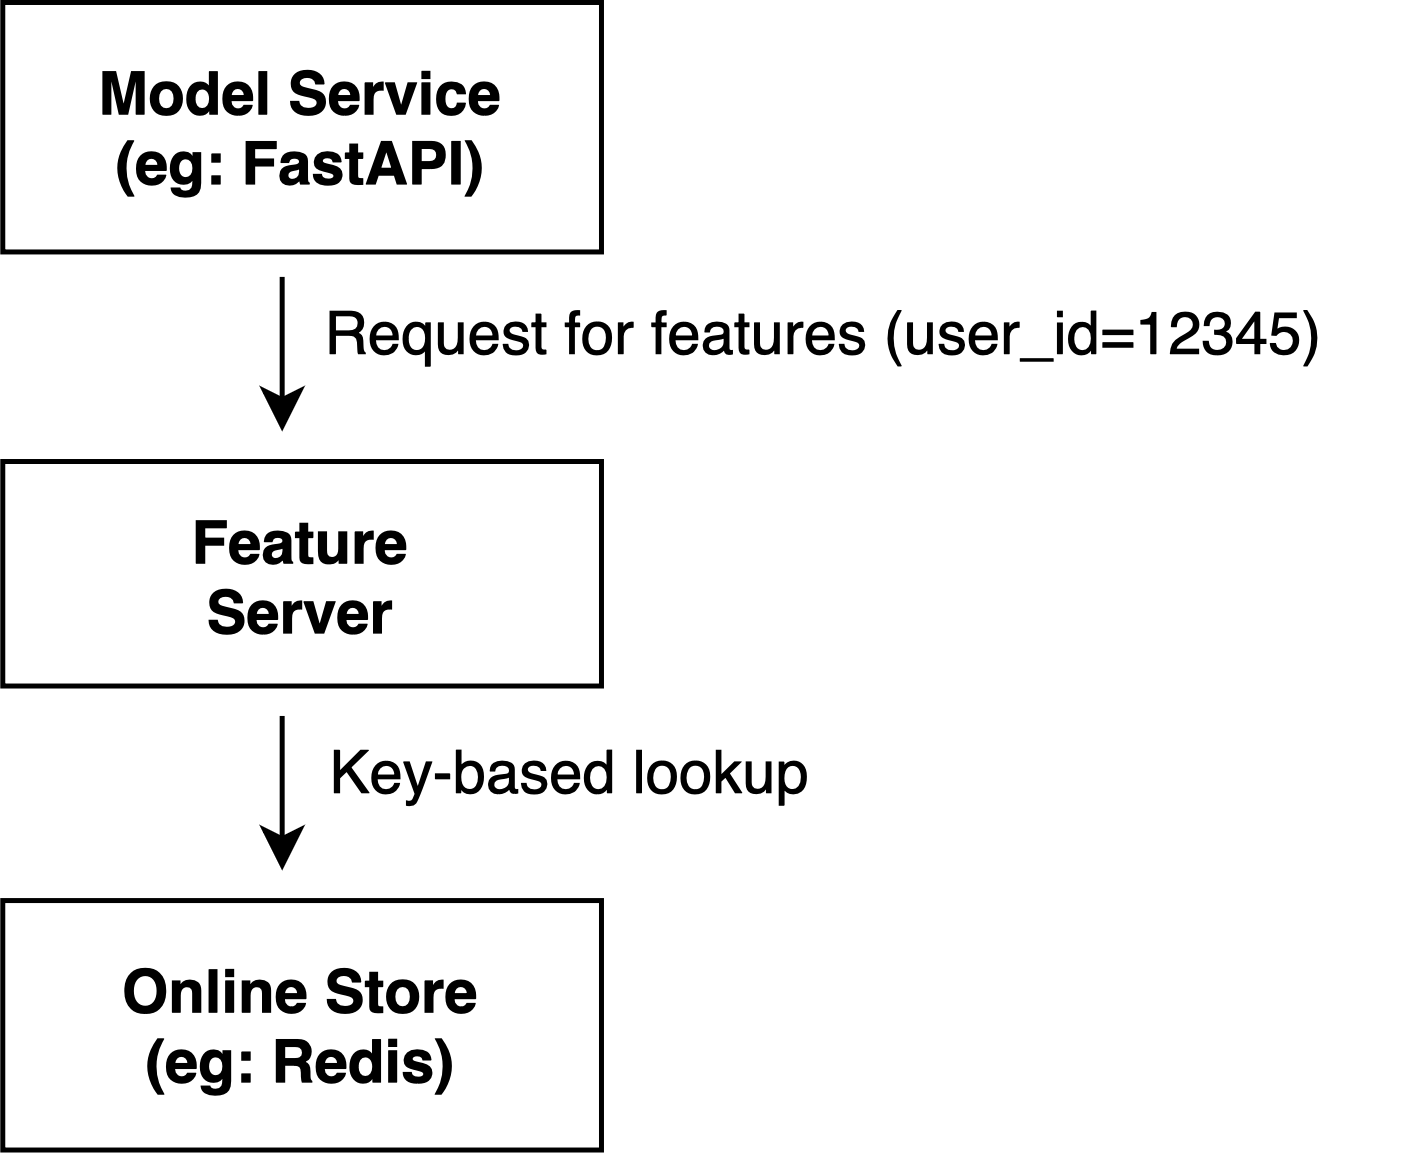 Model Service
(eg: FastAPI)
Request for features (user_id=12345)
Feature
Server
Key-based lookup
Online Store
(eg: Redis)